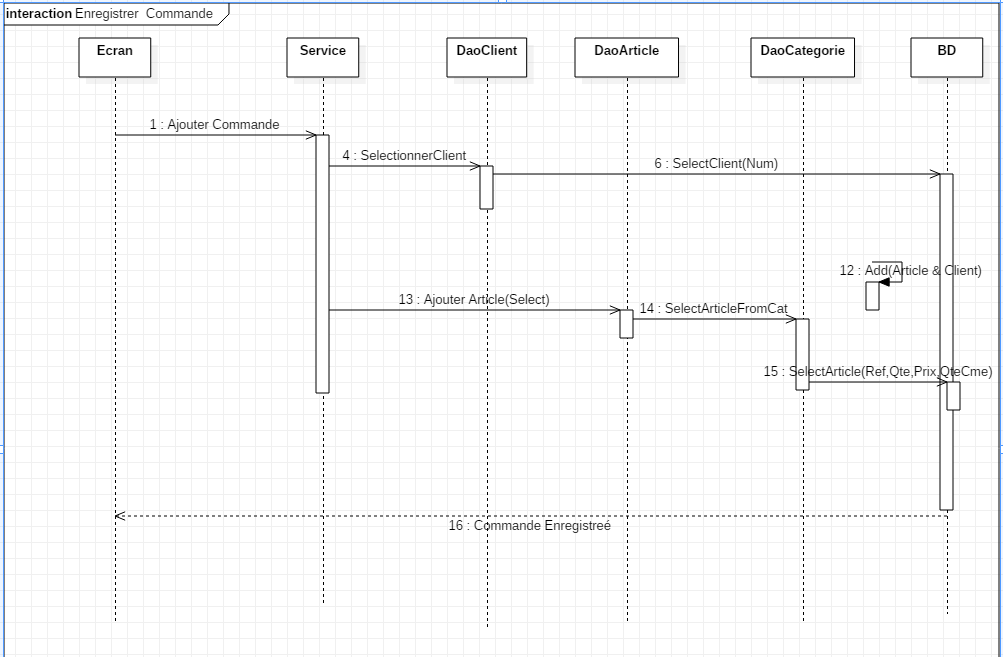 interaction Enregistrer Commande
Ecran
Service
DaoClient
DaoArticle
DaoCategorie
BD
1 : Ajouter Commande
4 : SelectionnerClient
6 : SelectClient(Num)
12 : Add(Article & Client)
13 : Ajouter Article(Select)
14 : SelectArticleFromCat
15 : SelectArticle(Ref,Qte,Prix,QteCme)
16 : Commande Enregistreé